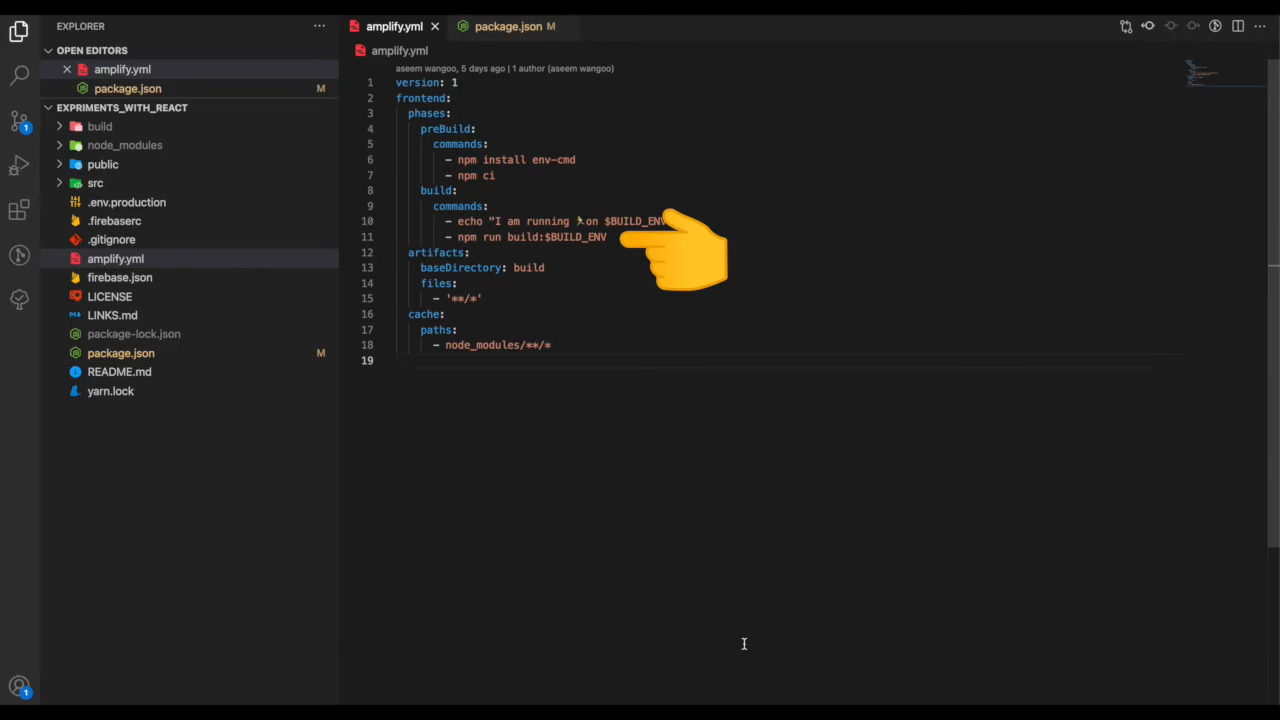 EXPLORER
OPEN EDITORS
amplify.yml
package.json M
EXPRIMENTS_WITH_REACT
build
node_modules
public
src
.env.production
.firebaserc
.gitignore
amplify.yml
firebase.json
LICENSE
LINKS.md
package-lock.json
package.json M
README.md
yarn.lock
1
1
amplify.yml package.json M
amplify.yml
aseem wangoo, 5 days ago | 1 author (aseem wangoo)
1 version: 1
2 frontend:
3 phases:
4 preBuild:
5 commands:
6 - npm install env-cmd
7 - npm ci
8 build:
9 commands:
10 - echo "I am running 🏃on $BUILD_ENV
11 - npm run build:$BUILD_ENV
12 artifacts:
13 baseDirectory: build
14 files:
15 - '**/*'
16 cache:
17 paths:
18 - node_modules/**/*
19